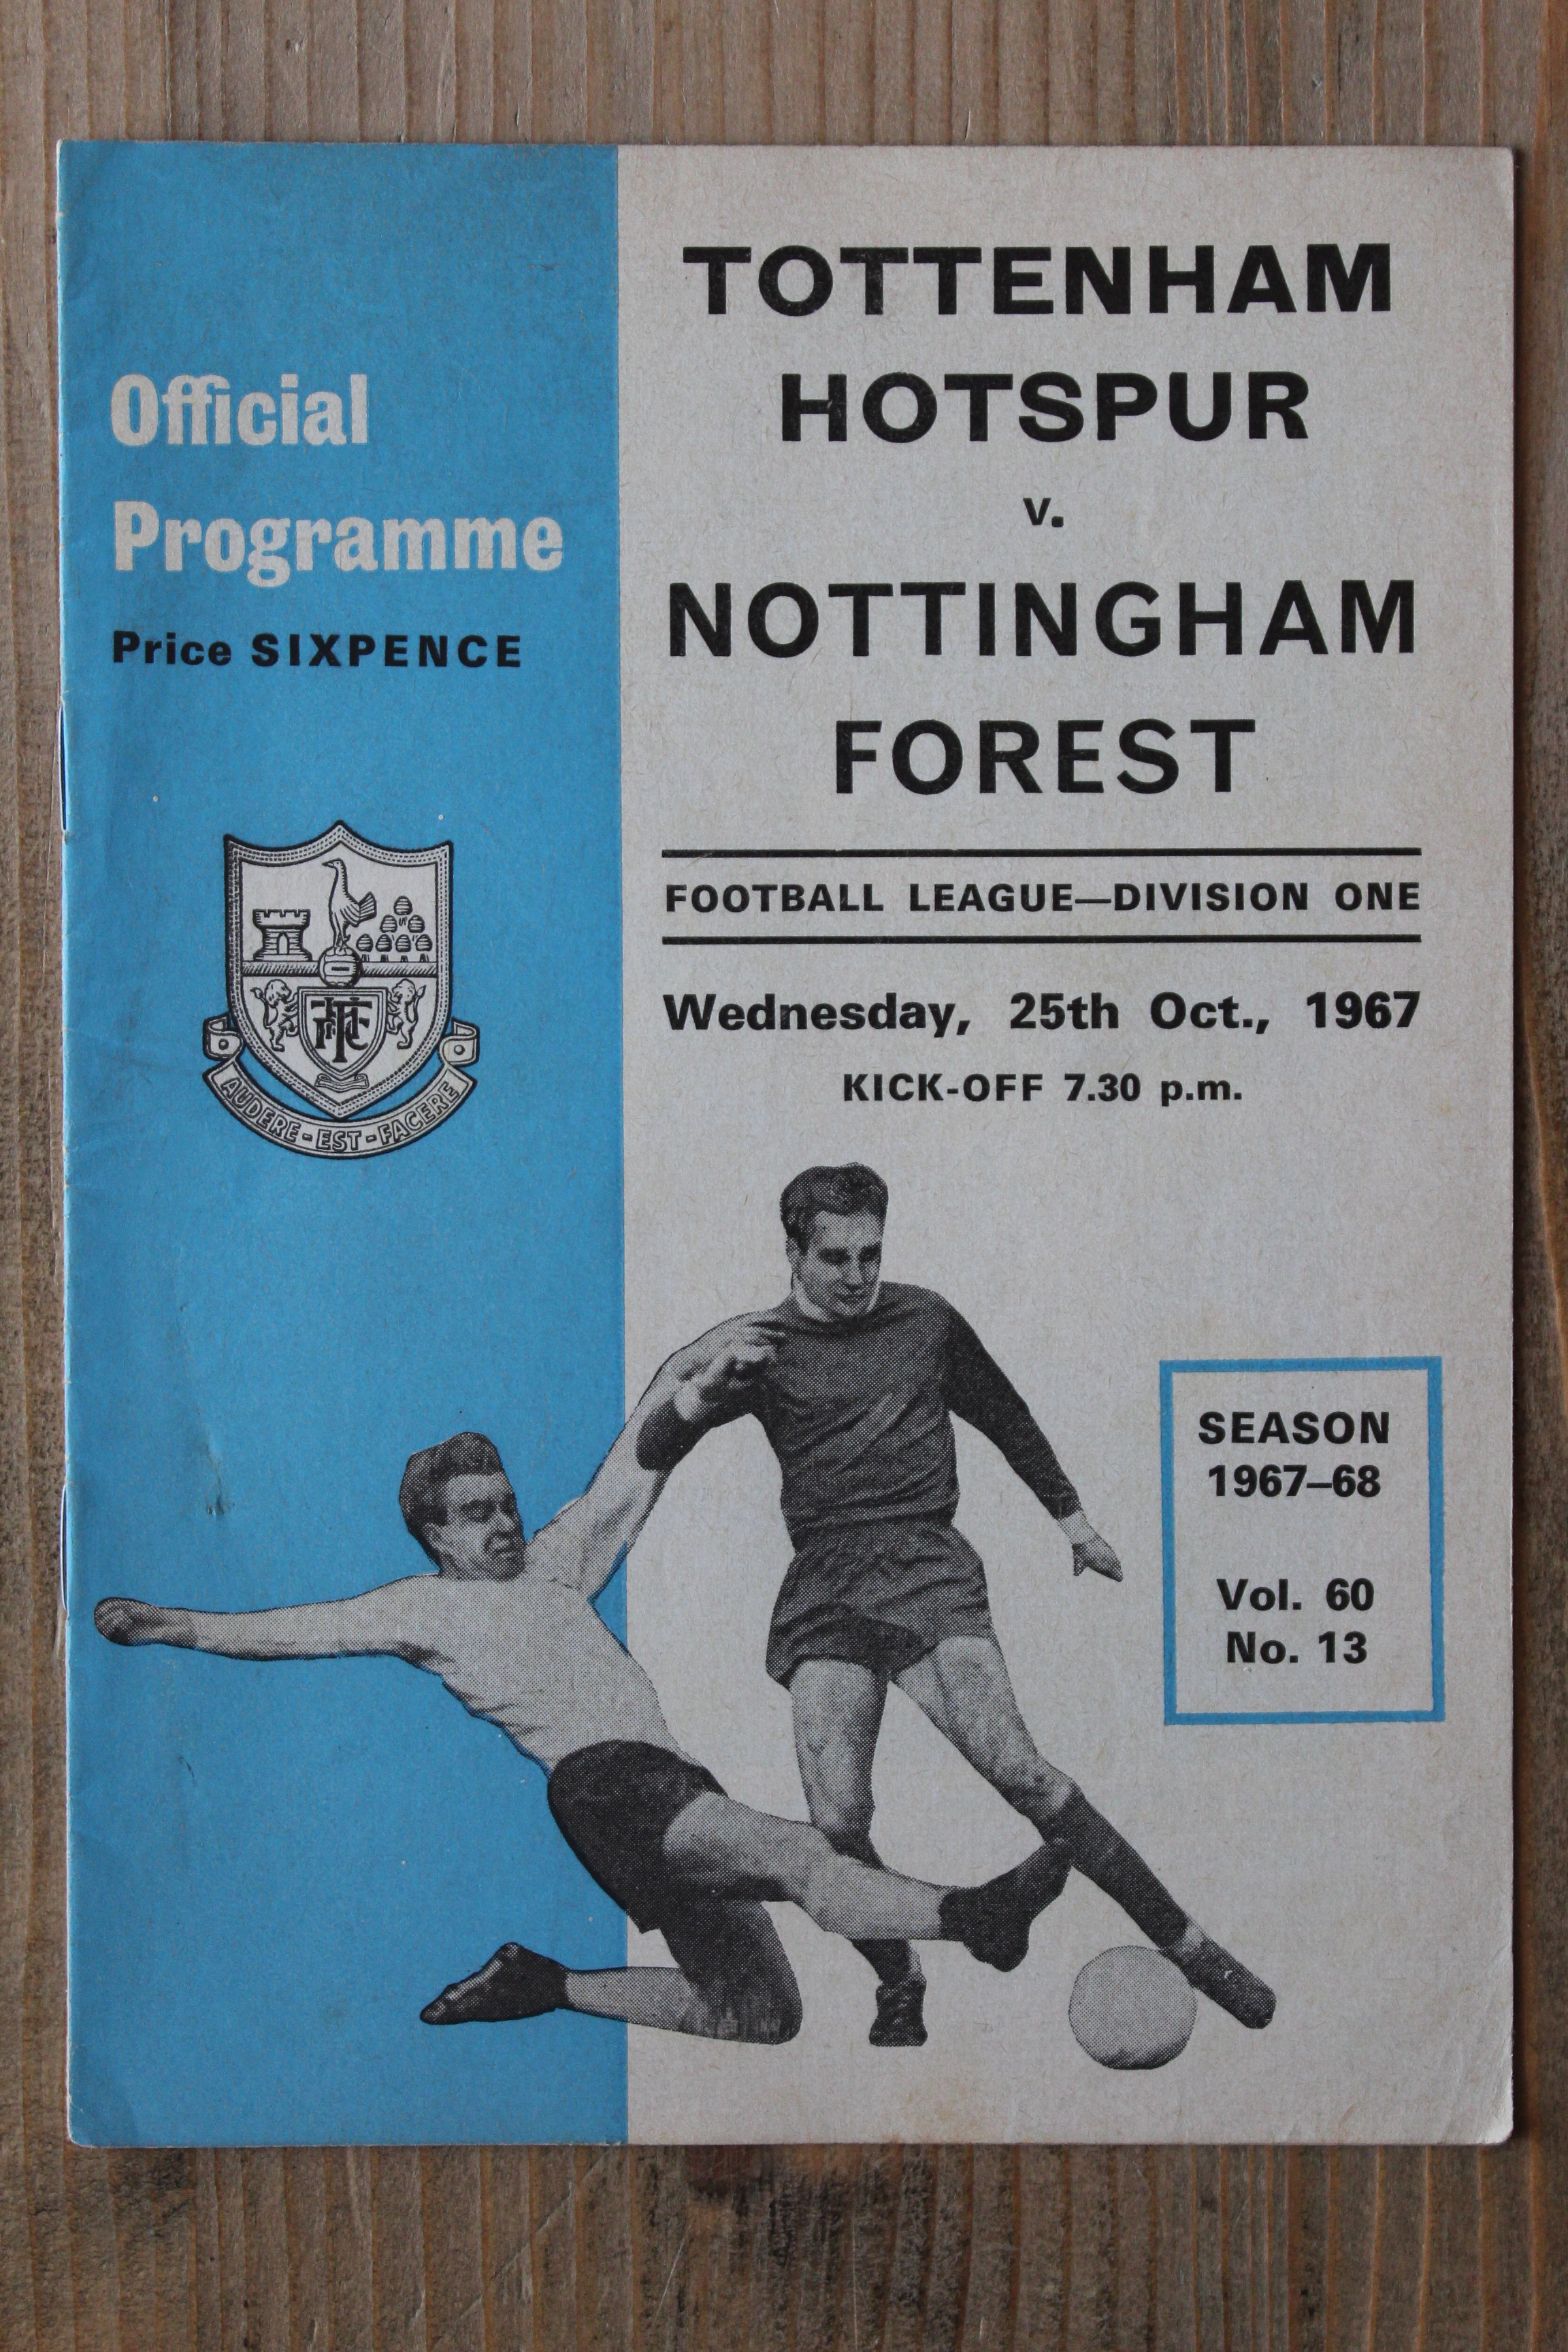 Official
Programme
Price SIXPENCE
AUDERE-EST-FACERE
TOTTENHAM
HOTSPUR
v.
NOTTINGHAM
FOREST
FOOTBALL LEAGUE—DIVISION ONE
Wednesday, 25th Oct., 1967
KICK-OFF 7.30 p.m.
SEASON
1967–68
Vol. 60
No. 13